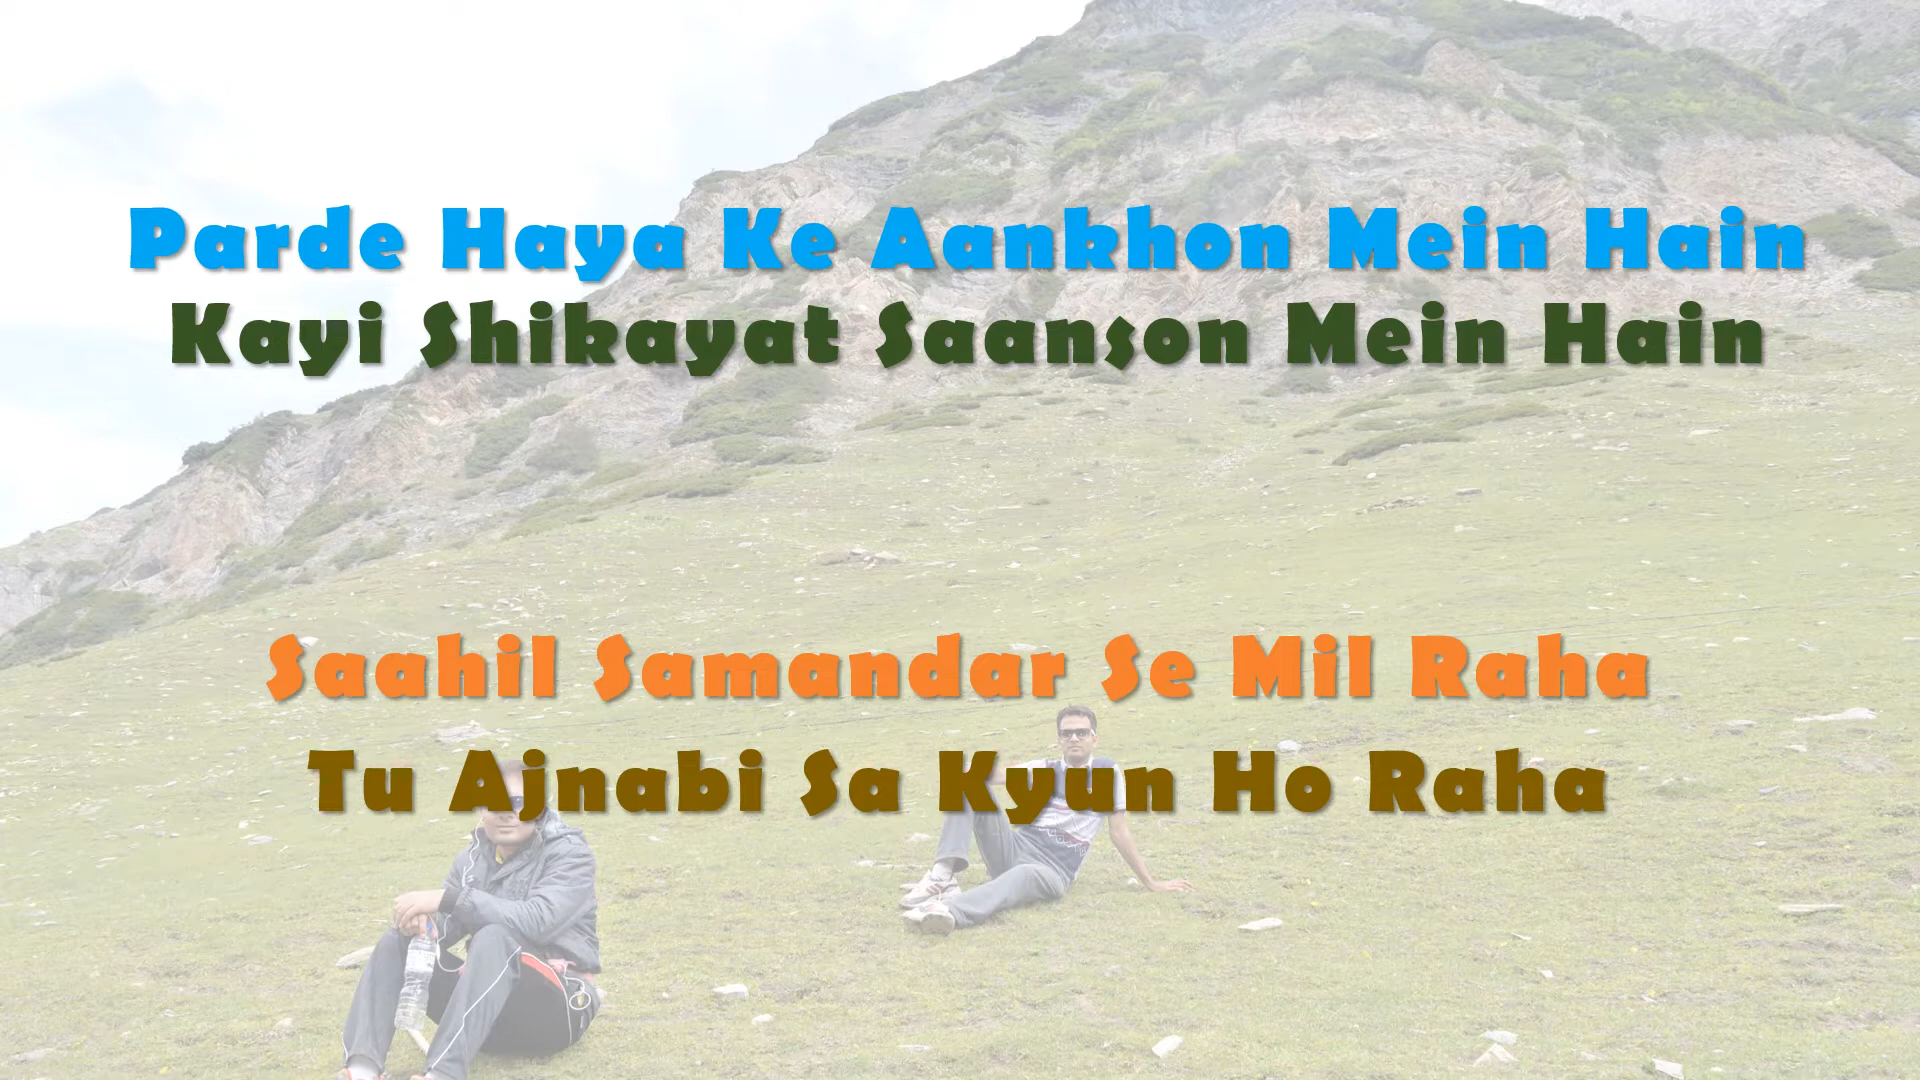 Parde Haya Ke Aankhon Mein Hain
Kayi Shikayat Saanson Mein Hain
Saahil Samandar Se Mil Raha
Tu Ajnabi Sa Kyun Ho Raha